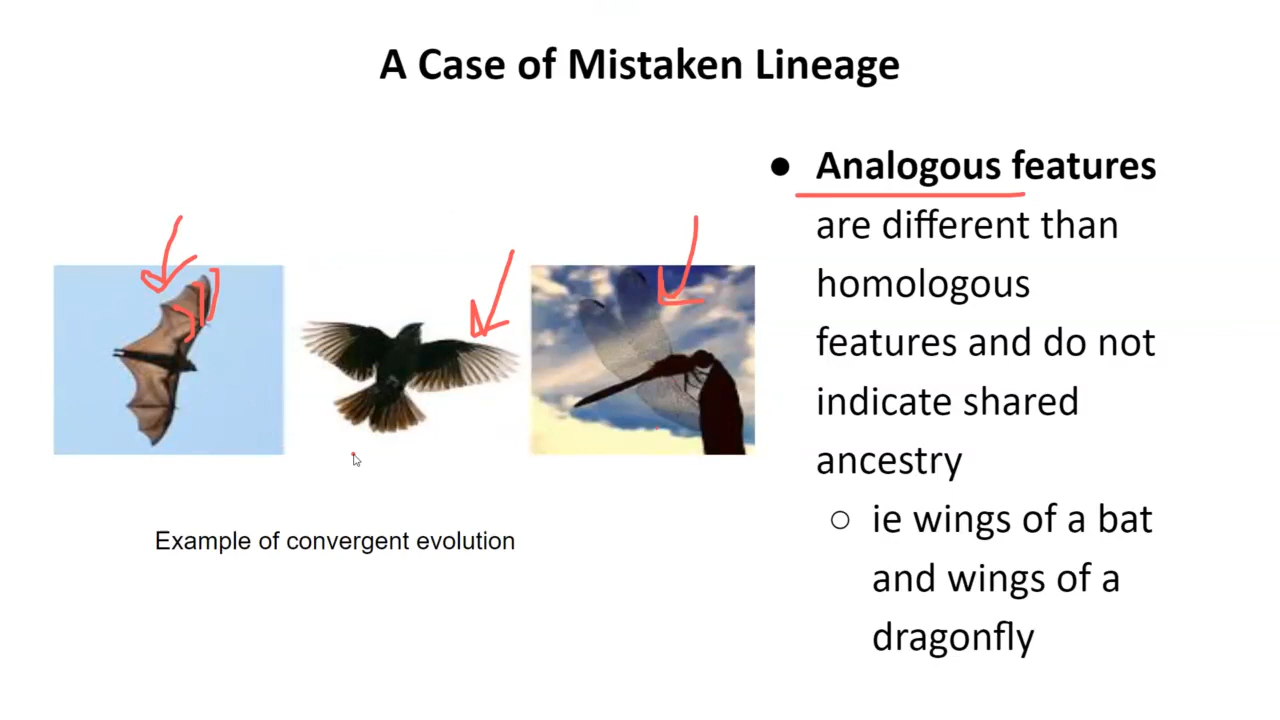 A Case of Mistaken Lineage
● Analogous features
are different than
homologous
features and do not
indicate shared
ancestry
○ ie wings of a bat
and wings of a
dragonfly
Example of convergent evolution